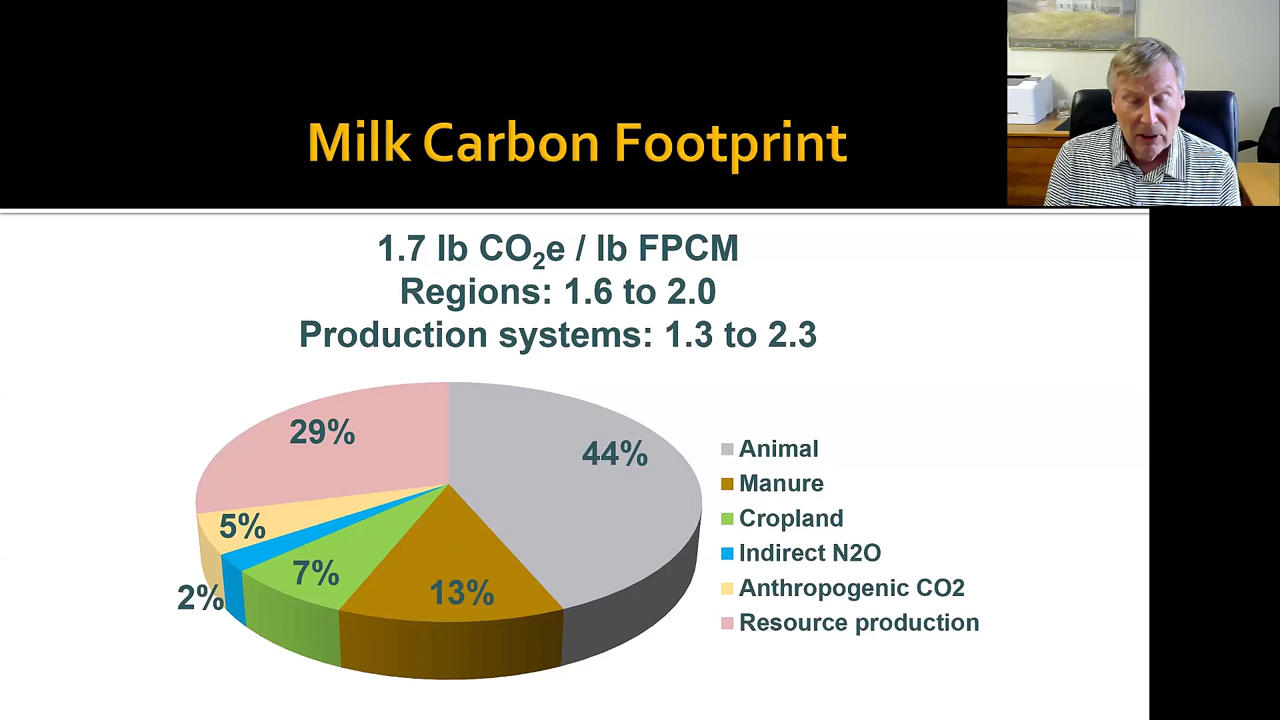 Milk Carbon Footprint
1.7 lb CO₂e / lb FPCM
Regions: 1.6 to 2.0
Production systems: 1.3 to 2.3
29%
44%
5%
7%
2%
13%
Animal
Manure
Cropland
Indirect N2O
Anthropogenic CO2
Resource production